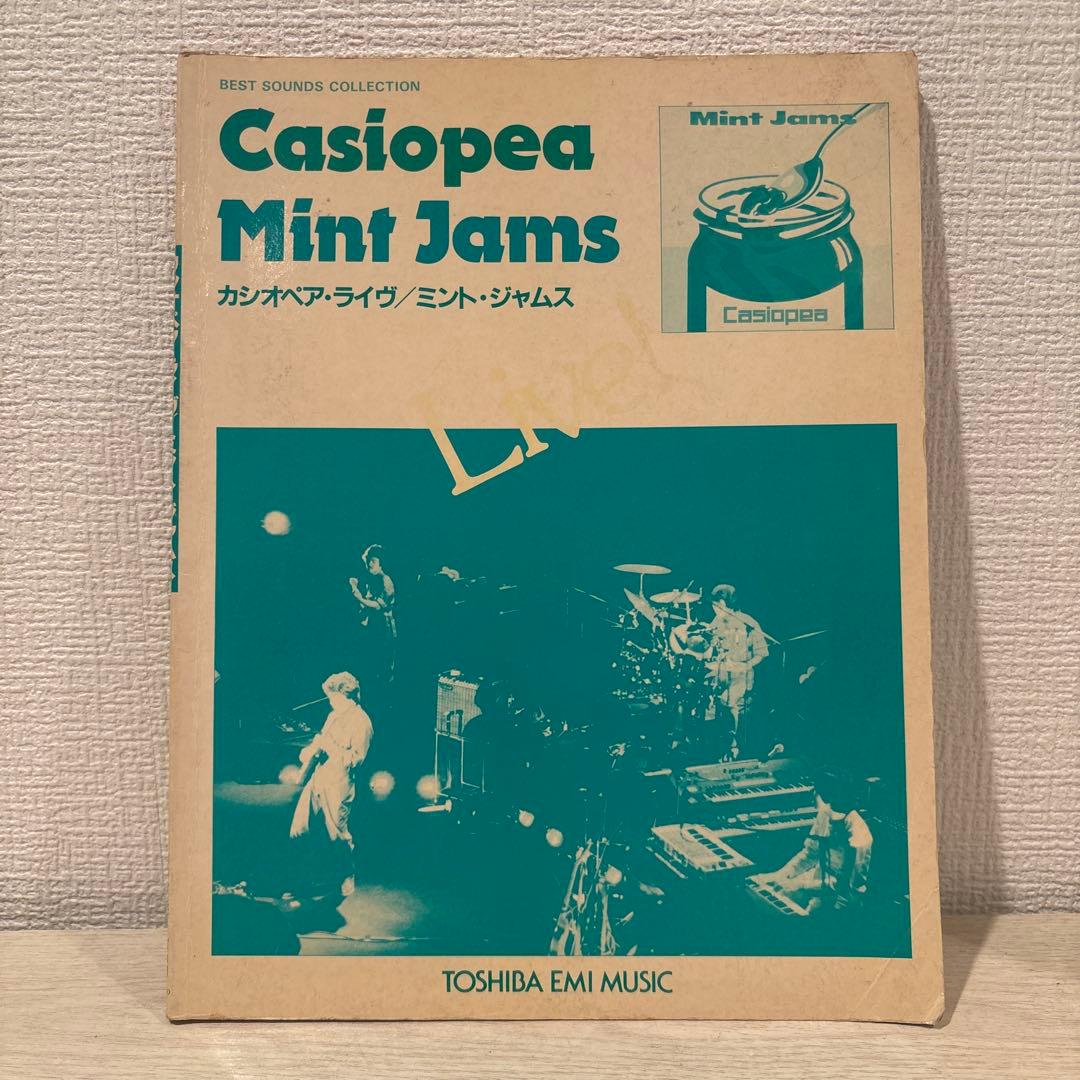 BEST SOUNDS COLLECTION
Casiopea
Mint Jams
カシオペア・ライヴ／ミント・ジャムス
Mint Jams
Casiopea
Live!
TOSHIBA EMI MUSIC